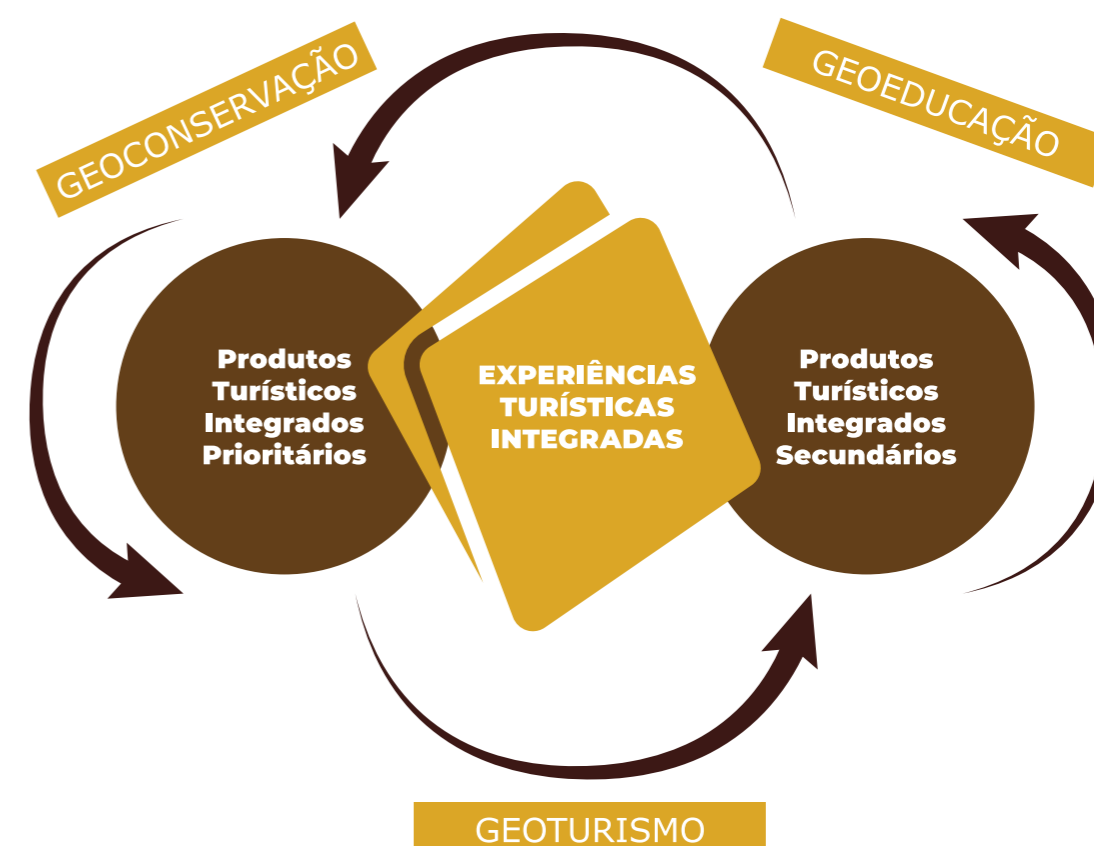 GEOCONSERVAÇÃO
GEOEDUCAÇÃO
Produtos
Turísticos
Integrados
Prioritários
EXPERIÊNCIAS
TURÍSTICAS
INTEGRADAS
Produtos
Turísticos
Integrados
Secundários
GEOTURISMO